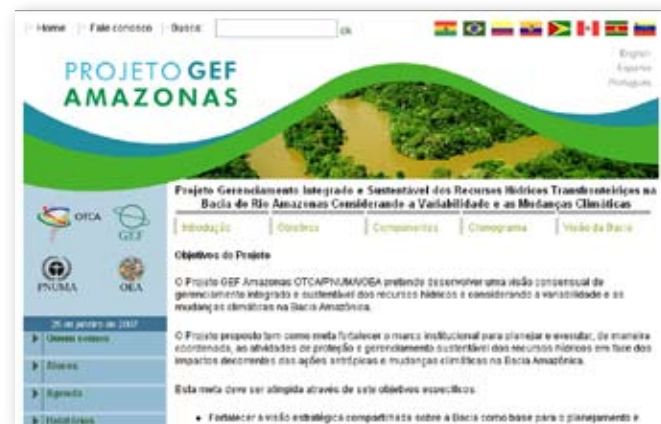 Home Fale conosco Busca: ok
English
Español
Português
PROJETO GEF
AMAZONAS
Projeto Gerenciamento Integrado e Sustentável dos Recursos Hídricos Transfronteiriços na
Bacia do Rio Amazonas Considerando a Variabilidade e as Mudanças Climáticas
OTCA
GEF
PNUMA
OEA
Introdução Objetivos Componentes Cronograma Visão da Bacia
Objetivos do Projeto
O Projeto GEF Amazonas OTCA/PNUMA/OEA pretende desenvolver uma visão consensual de
gerenciamento integrado e sustentável dos recursos hídricos e considerando a variabilidade e as
mudanças climáticas na Bacia Amazônica.
25 de janeiro de 2007
Quem somos
Agenda
Relatórios
O Projeto proposto tem como meta fortalecer o marco institucional para planejar e executar, de maneira
coordenada, as atividades de proteção e gerenciamento sustentável dos recursos hídricos em face dos
impactos decorrentes das ações antrópicas e mudanças climáticas na Bacia Amazônica.
Esta meta deve ser atingida através de sete objetivos específicos:
• Fortalecer a visão estratégica compartilhada sobre a Bacia como base para o planejamento e